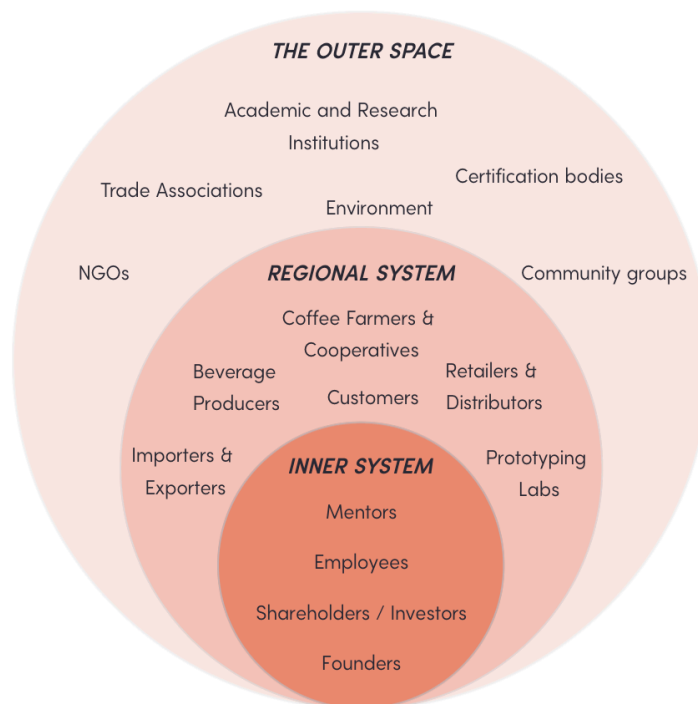 THE OUTER SPACE
Academic and Research
Institutions
Certification bodies
Trade Associations
Environment
NGOs
REGIONAL SYSTEM
Community groups
Coffee Farmers &
Cooperatives
Beverage
Producers
Customers
Retailers &
Distributors
Importers &
Exporters
INNER SYSTEM
Prototyping
Labs
Mentors
Employees
Shareholders / Investors
Founders